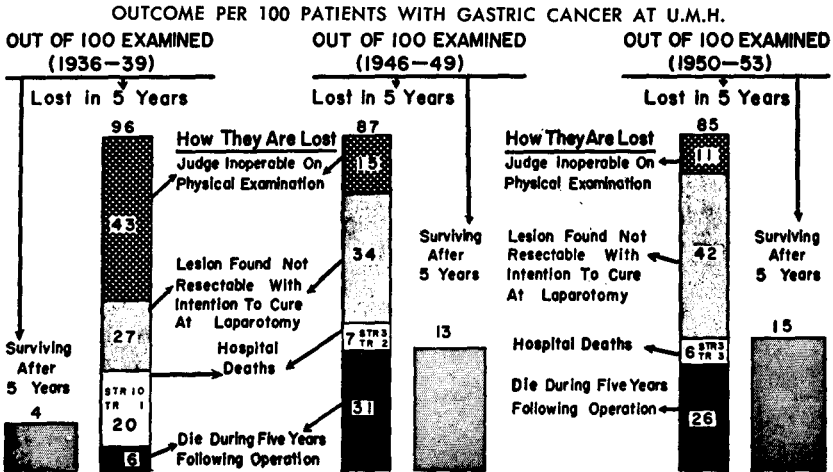 OUTCOME PER 100 PATIENTS WITH GASTRIC CANCER AT U.M.H.
OUT OF 100 EXAMINED
(1936-39)
Lost in 5 Years
96
How They Are Lost
Judge Inoperable On
Physical Examination
43
Lesion Found Not
Resectable With
Intention To Cure
At Laparotomy
27
Hospital
Deaths
STR 10
TR 1
20
Die During Five Years
Following Operation
6
Surviving
After
5 Years
4
OUT OF 100 EXAMINED
(1946-49)
Lost in 5 Years
87
15
34
7 STR 3
TR 2
31
Surviving
After
5 Years
13
OUT OF 100 EXAMINED
(1950-53)
Lost in 5 Years
85
How They Are Lost
Judge Inoperable On
Physical Examination
11
Lesion Found Not
Resectable With
Intention To Cure
At Laparotomy
42
Hospital Deaths
6 STR 3
TR 3
Die During Five Years
Following Operation
26
Surviving
After
5 Years
15